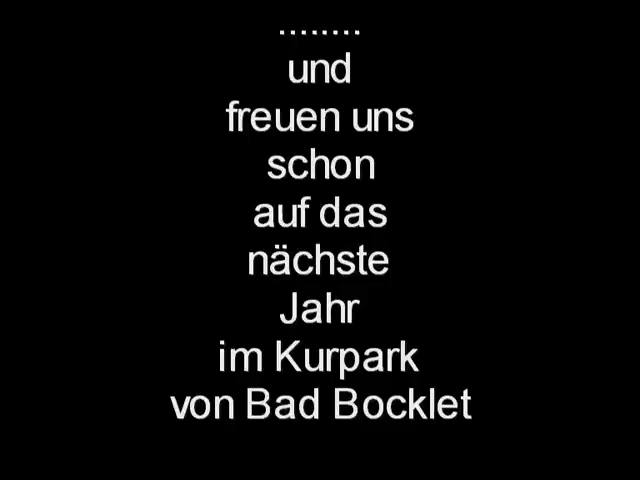 ........
und
freuen uns
schon
auf das
nächste
Jahr
im Kurpark
von Bad Bocklet